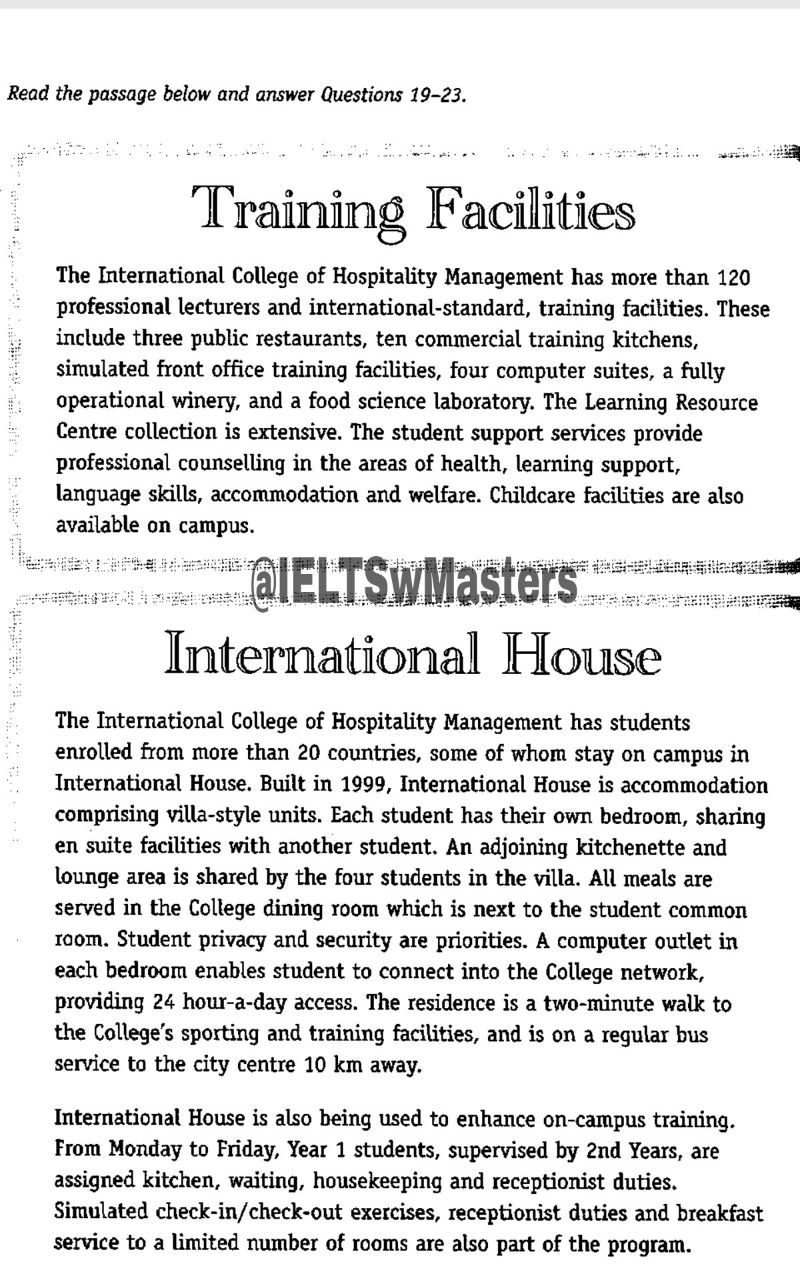 Read the passage below and answer Questions 19–23.
Training Facilities
The International College of Hospitality Management has more than 120
professional lecturers and international-standard, training facilities. These
include three public restaurants, ten commercial training kitchens,
simulated front office training facilities, four computer suites, a fully
operational winery, and a food science laboratory. The Learning Resource
Centre collection is extensive. The student support services provide
professional counselling in the areas of health, learning support,
language skills, accommodation and welfare. Childcare facilities are also
available on campus.
@IELTSwMasters
International House
The International College of Hospitality Management has students
enrolled from more than 20 countries, some of whom stay on campus in
International House. Built in 1999, International House is accommodation
comprising villa-style units. Each student has their own bedroom, sharing
en suite facilities with another student. An adjoining kitchenette and
lounge area is shared by the four students in the villa. All meals are
served in the College dining room which is next to the student common
room. Student privacy and security are priorities. A computer outlet in
each bedroom enables student to connect into the College network,
providing 24 hour-a-day access. The residence is a two-minute walk to
the College's sporting and training facilities, and is on a regular bus
service to the city centre 10 km away.
International House is also being used to enhance on-campus training.
From Monday to Friday, Year 1 students, supervised by 2nd Years, are
assigned kitchen, waiting, housekeeping and receptionist duties.
Simulated check-in/check-out exercises, receptionist duties and breakfast
service to a limited number of rooms are also part of the program.